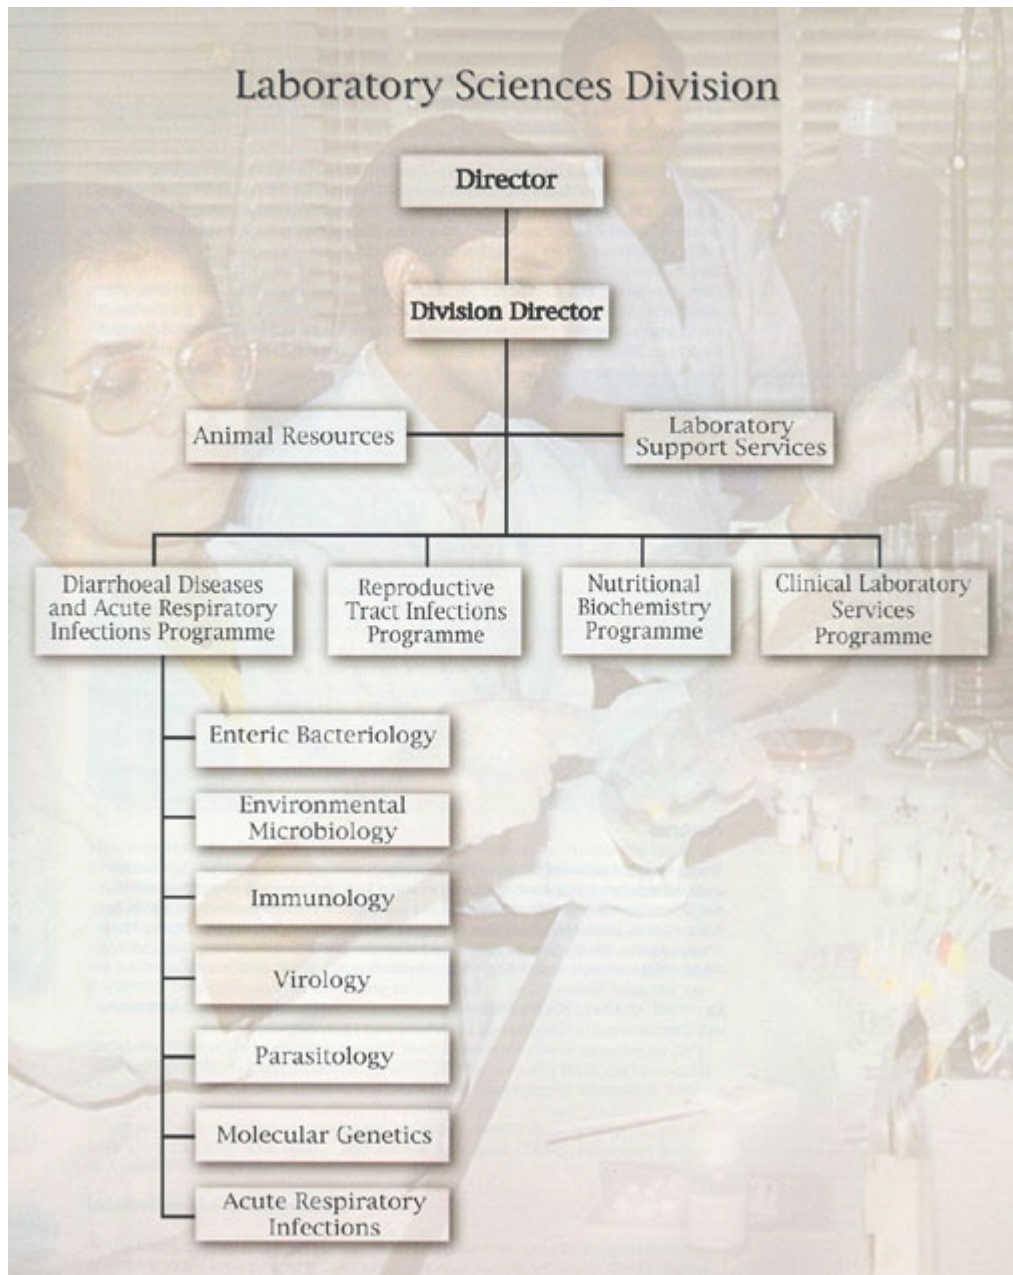 Laboratory Sciences Division
Director
Division Director
Animal Resources
Laboratory
Support Services
Diarrhoeal Diseases
and Acute Respiratory
Infections Programme
Reproductive
Tract Infections
Programme
Nutritional
Biochemistry
Programme
Clinical Laboratory
Services
Programme
Enteric Bacteriology
Environmental
Microbiology
Immunology
Virology
Parasitology
Molecular Genetics
Acute Respiratory
Infections